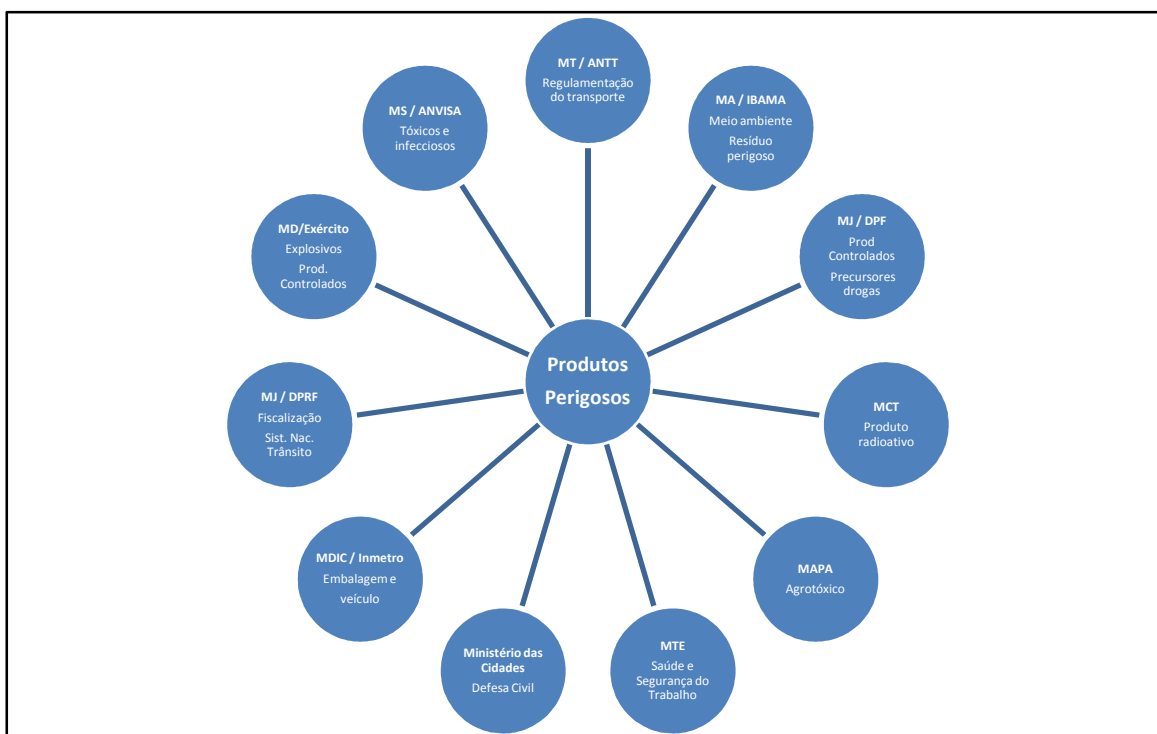 MT / ANTT
Regulamentação
do transporte
MA / IBAMA
Meio ambiente
Resíduo
perigoso
MJ / DPF
Prod
Controlados
Precursores
drogas
MCT
Produto
radioativo
MAPA
Agrotóxico
MTE
Saúde e
Segurança do
Trabalho
Ministério das
Cidades
Defesa Civil
MDIC / Inmetro
Embalagem e
veículo
MJ / DPRF
Fiscalização
Sist. Nac.
Trânsito
MD/Exército
Explosivos
Prod.
Controlados
MS / ANVISA
Tóxicos e
infecciosos
Produtos
Perigosos